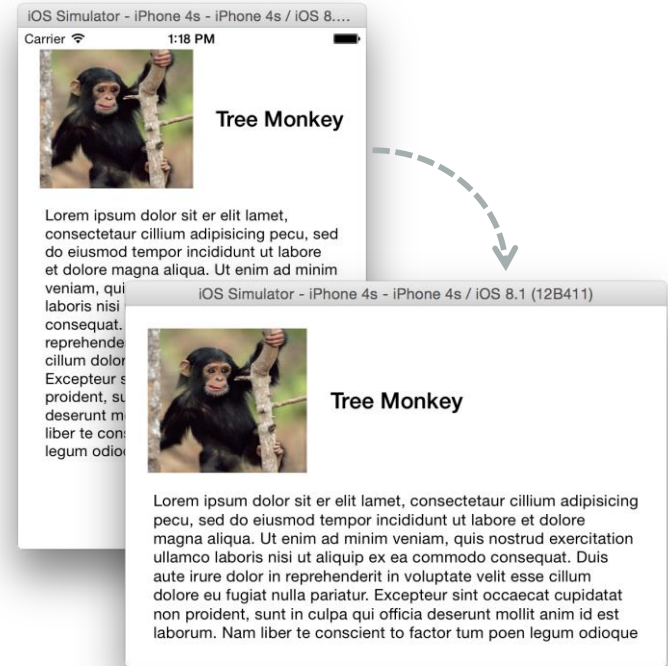 iOS Simulator - iPhone 4s - iPhone 4s / iOS 8....
Carrier 1:18 PM
Tree Monkey
Lorem ipsum dolor sit er elit lamet,
consectetaur cillium adipisicing pecu, sed
do eiusmod tempor incididunt ut labore
et dolore magna aliqua. Ut enim ad minim
veniam, qui
laboris nisi
consequat.
reprehende
cillum dolor
Excepteur s
proident, su
deserunt m
liber te cons
legum odio
iOS Simulator - iPhone 4s - iPhone 4s / iOS 8.1 (12B411)
Tree Monkey
Lorem ipsum dolor sit er elit lamet, consectetaur cillium adipisicing
pecu, sed do eiusmod tempor incididunt ut labore et dolore
magna aliqua. Ut enim ad minim veniam, quis nostrud exercitation
ullamco laboris nisi ut aliquip ex ea commodo consequat. Duis
aute irure dolor in reprehenderit in voluptate velit esse cillum
dolore eu fugiat nulla pariatur. Excepteur sint occaecat cupidatat
non proident, sunt in culpa qui officia deserunt mollit anim id est
laborum. Nam liber te conscient to factor tum poen legum odioque